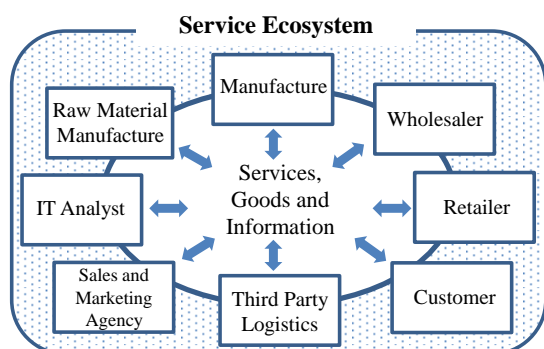 Service Ecosystem
Manufacture
Raw Material
Manufacture
Wholesaler
Services,
Goods and
Information
IT Analyst
Retailer
Sales and
Marketing
Agency
Third Party
Logistics
Customer